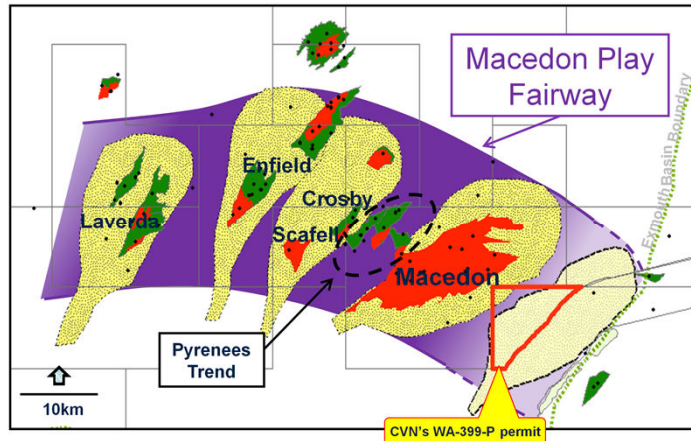 Macedon Play
Fairway
Exmouth Basin Boundary
Enfield
Crosby
Laverda
Scafell
Macedon
Pyrenees
Trend
10km
CVN's WA-399-P permit